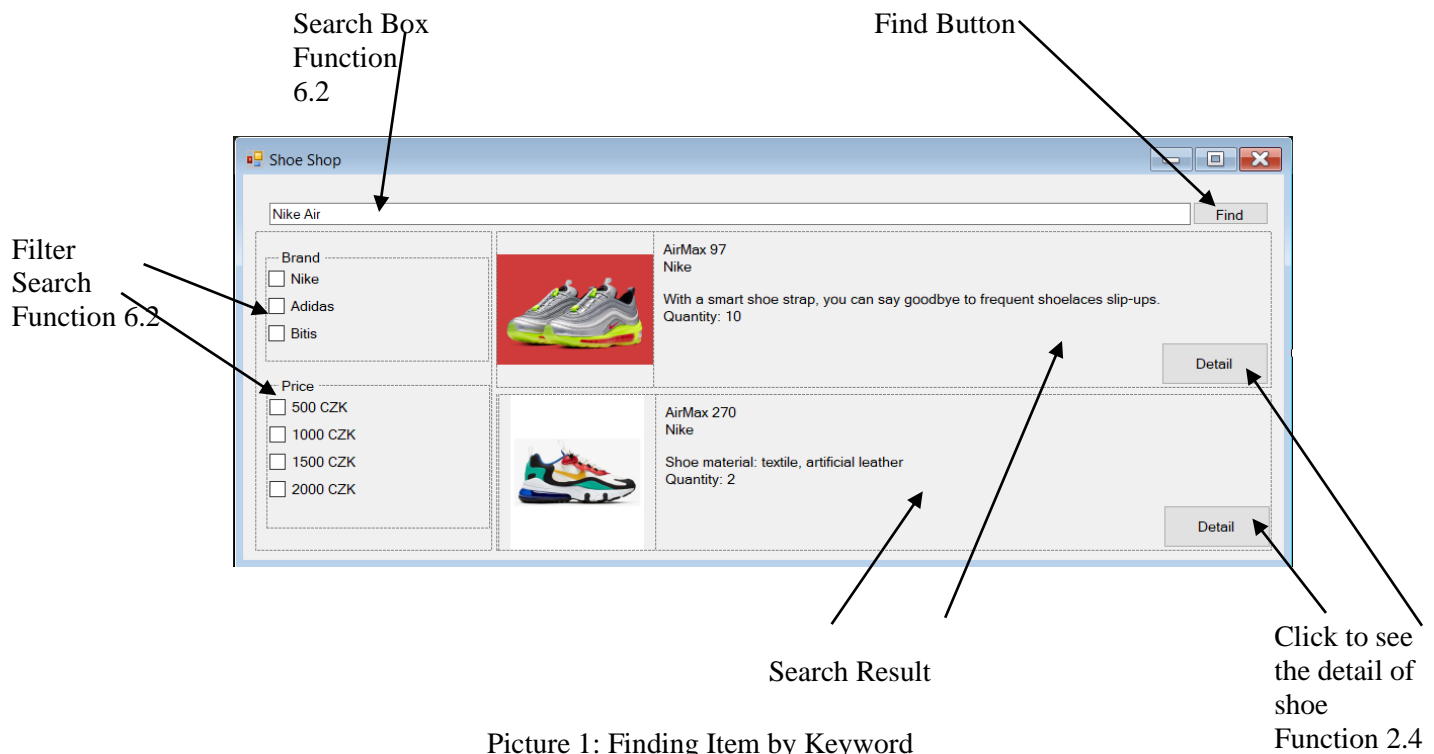 Search Box
Function
6.2
Find Button
Shoe Shop
Nike Air
Find
Filter
Search
Function 6.2
Brand
Nike
Adidas
Bitis
Price
500 CZK
1000 CZK
1500 CZK
2000 CZK
AirMax 97
Nike
With a smart shoe strap, you can say goodbye to frequent shoelaces slip-ups.
Quantity: 10
Detail
AirMax 270
Nike
Shoe material: textile, artificial leather
Quantity: 2
Detail
Search Result
Click to see
the detail of
shoe
Function 2.4
Picture 1: Finding Item by Keyword